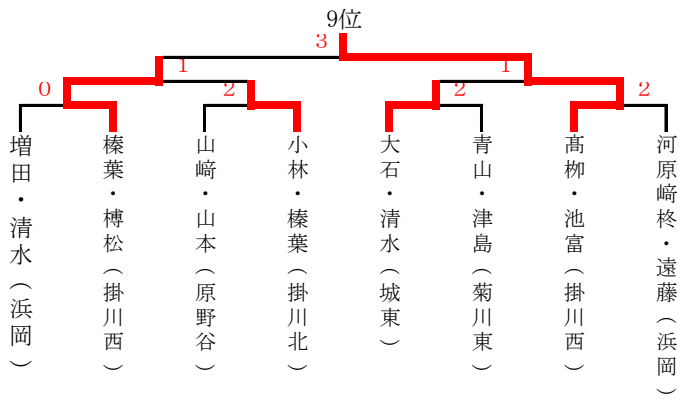 9位
3
1
1
0
2
2
2
増田・清水(浜岡)
榛葉・榑松(掛川西)
山﨑・山本(原野谷)
小林・榛葉(掛川北)
大石・清水(城東)
青山・津島(菊川東)
髙栁・池冨(掛川西)
河原﨑柊・遠藤(浜岡)